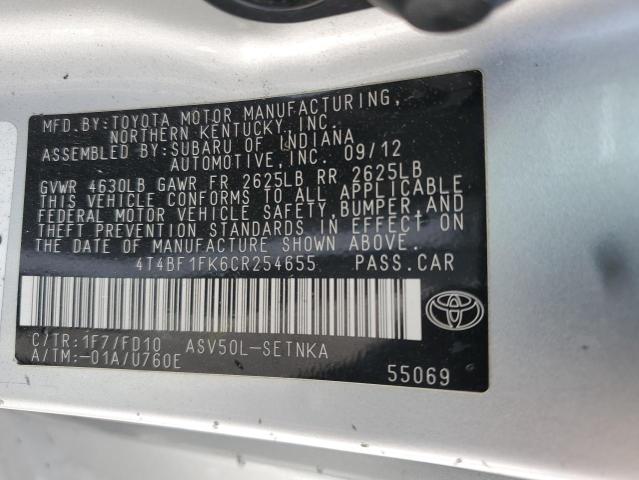 MFD.BY:TOYOTA MOTOR MANUFACTURING,
NORTHERN KENTUCKY, INC.
ASSEMBLED BY:SUBARU OF INDIANA
AUTOMOTIVE, INC. 09/12
GVWR 4630LB GAWR FR 2625LB RR 2625LB
THIS VEHICLE CONFORMS TO ALL APPLICABLE
FEDERAL MOTOR VEHICLE SAFETY,BUMPER,AND
THEFT PREVENTION STANDARDS IN EFFECT ON
THE DATE OF MANUFACTURE SHOWN ABOVE.
4T4BF1FK6CR254655 PASS.CAR
C/TR:1F7/FD10 ASV50L-SETNKA
A/TM:-01A/U760E
55069